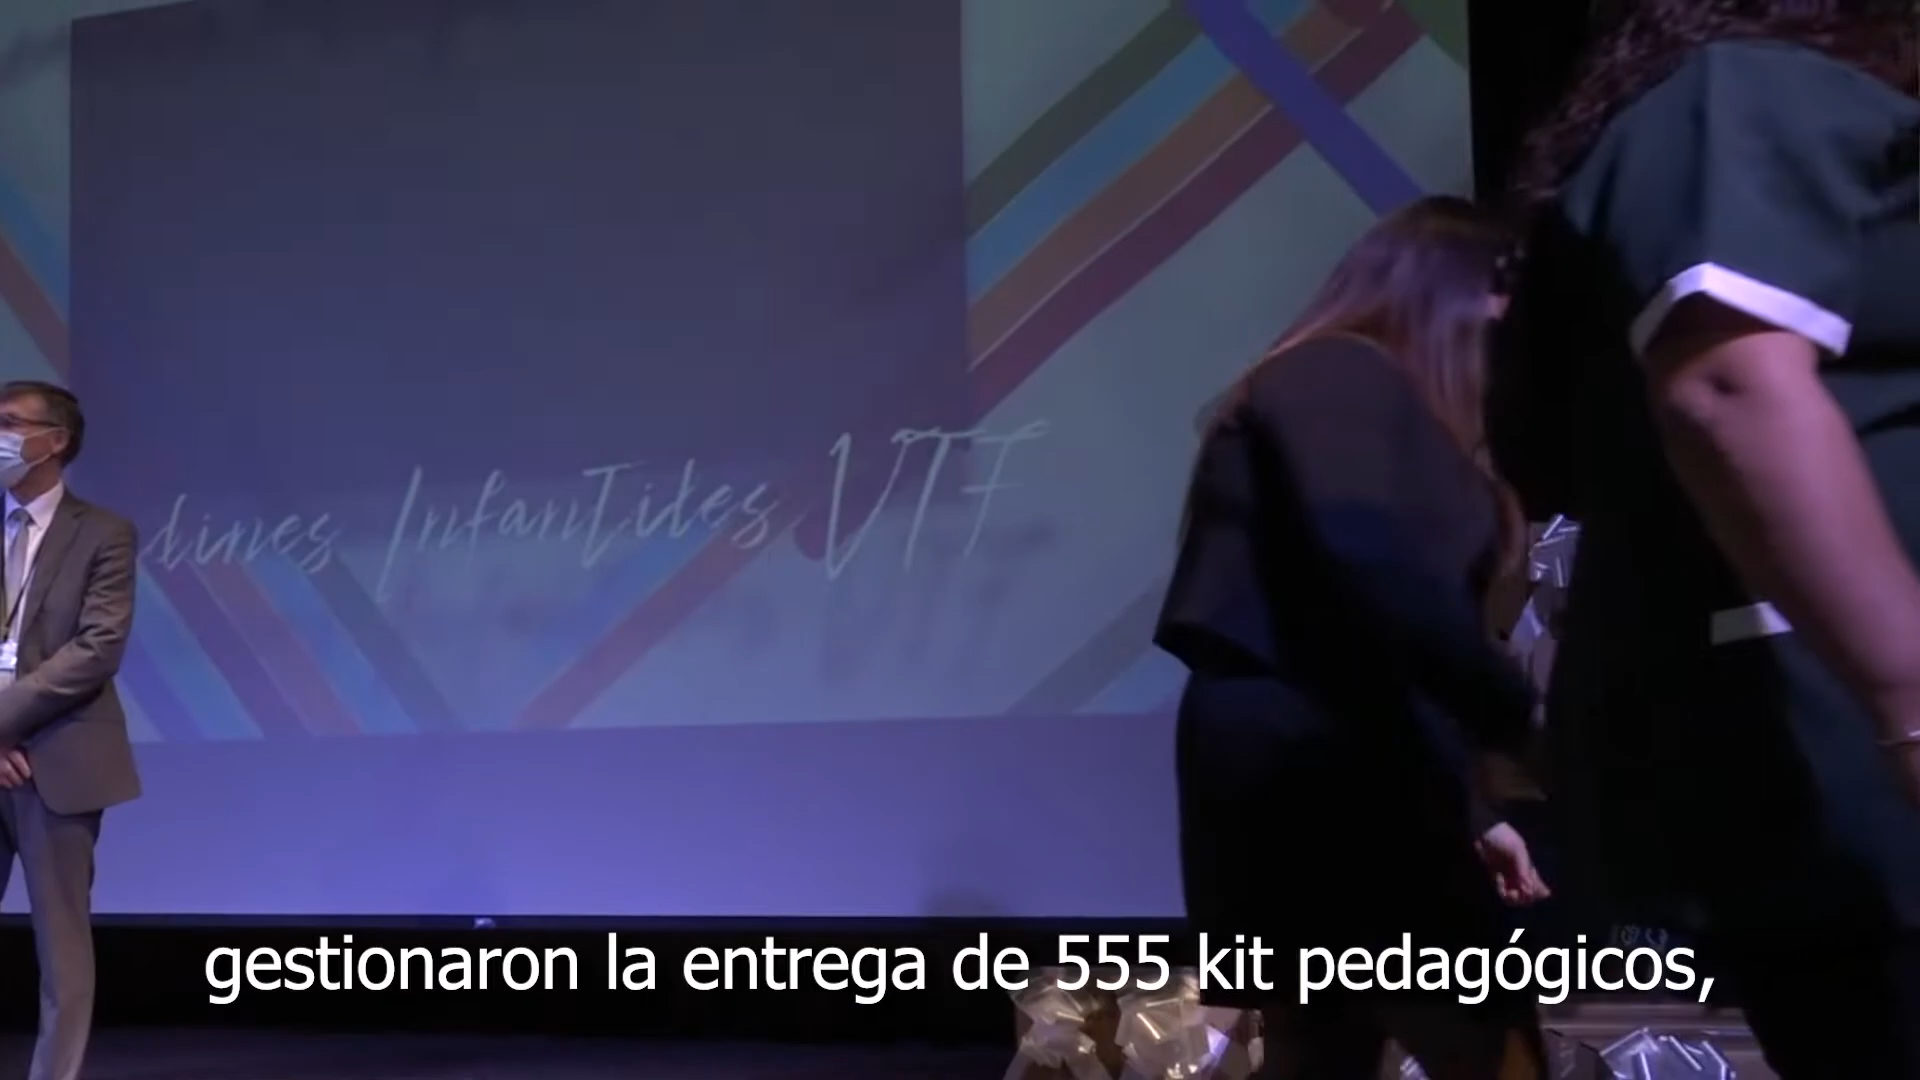 dines Infantiles VTF
gestionaron la entrega de 555 kit pedagógicos,